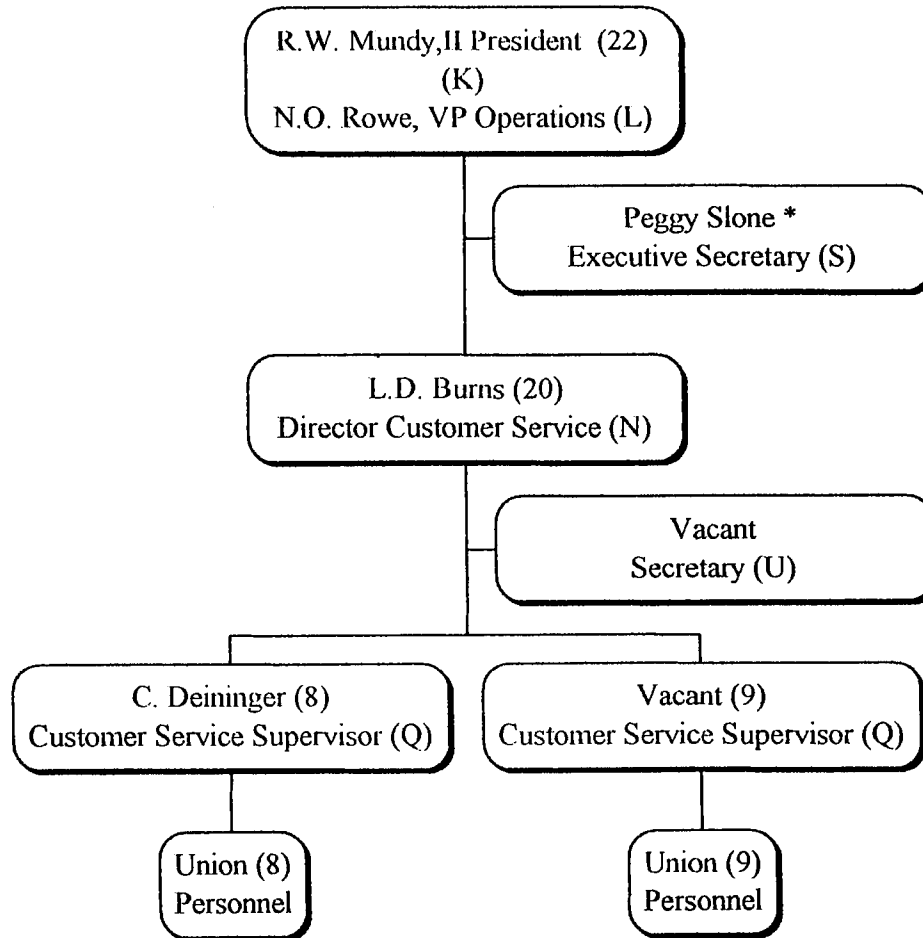 R.W. Mundy,II President (22)
(K)
N.O. Rowe, VP Operations (L)
Peggy Slone *
Executive Secretary (S)
L.D. Burns (20)
Director Customer Service (N)
Vacant
Secretary (U)
C. Deininger (8)
Customer Service Supervisor (Q)
Vacant (9)
Customer Service Supervisor (Q)
Union (8)
Personnel
Union (9)
Personnel